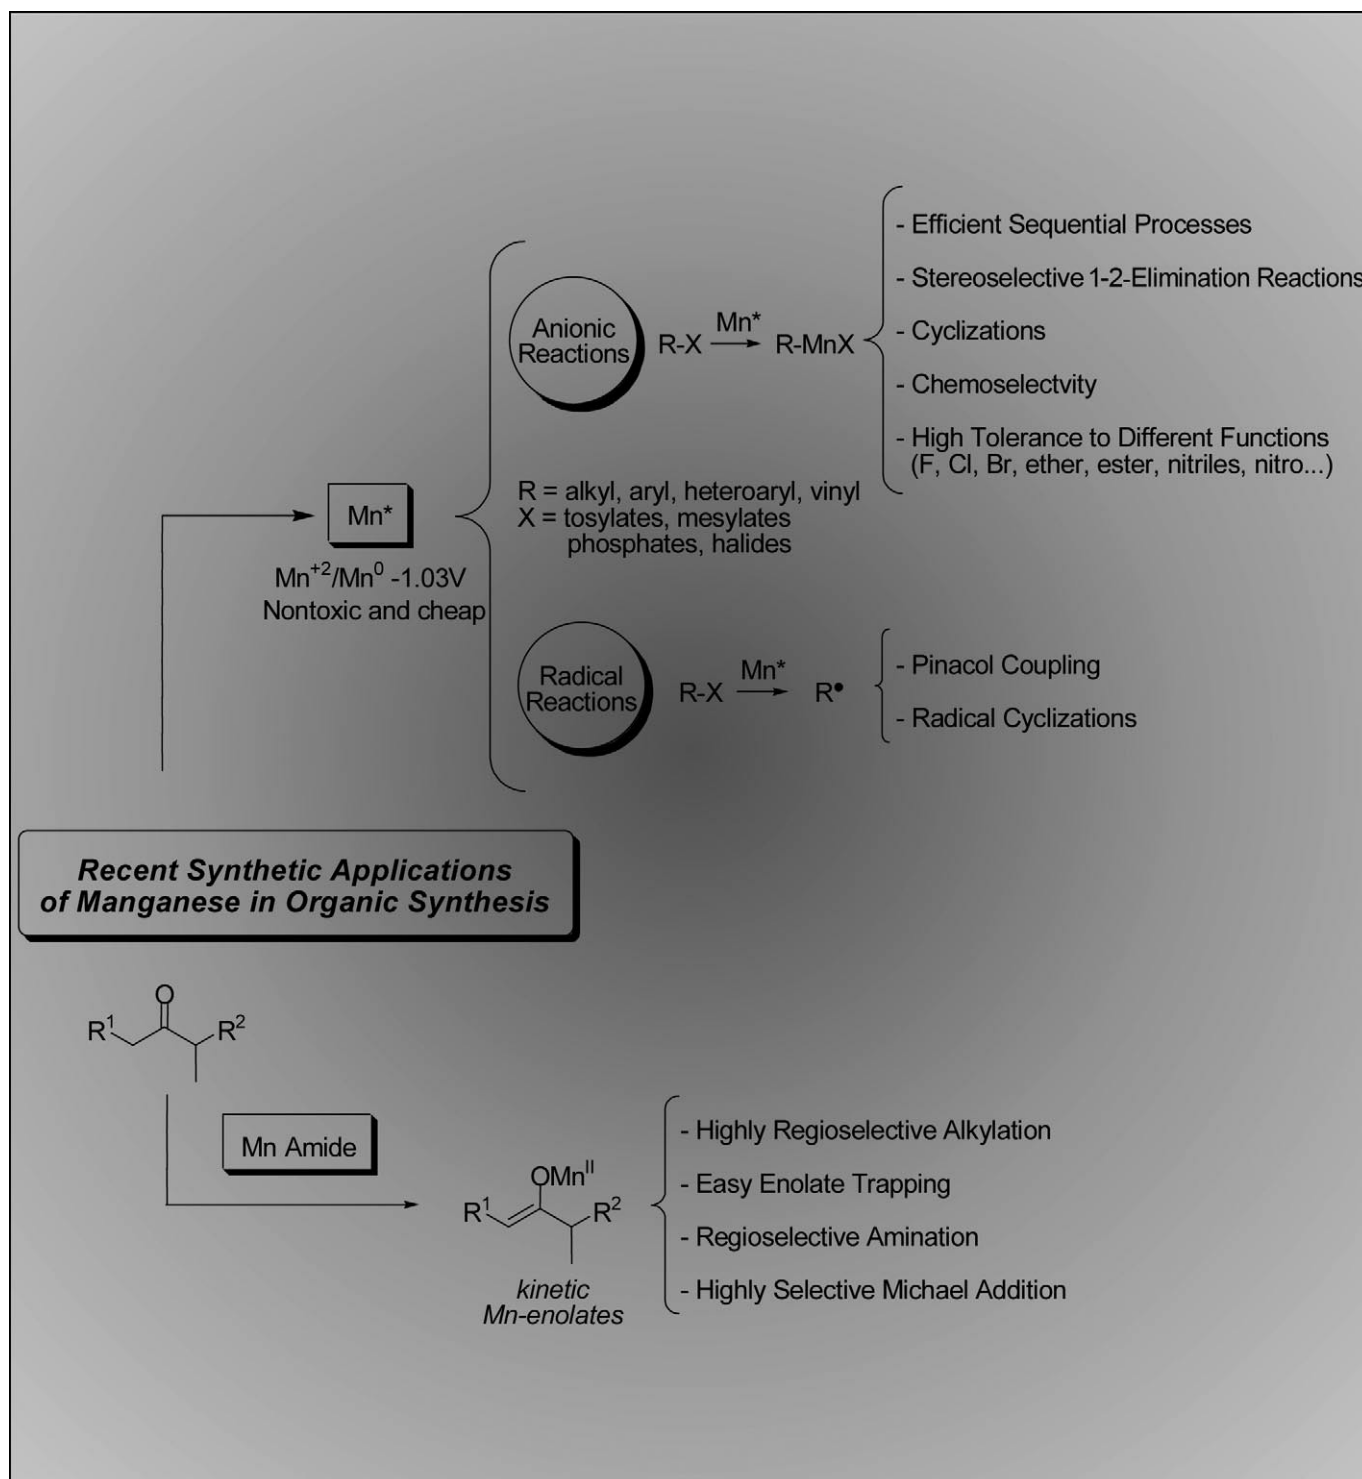 - Efficient Sequential Processes
- Stereoselective 1-2-Elimination Reactions
- Cyclizations
- Chemoselectvity
- High Tolerance to Different Functions
(F, Cl, Br, ether, ester, nitriles, nitro...)
Anionic
Reactions
R-X
Mn*
R-MnX
R = alkyl, aryl, heteroaryl, vinyl
X = tosylates, mesylates
phosphates, halides
Mn*
Mn⁺²/Mn⁰ -1.03V
Nontoxic and cheap
Radical
Reactions
R-X
Mn*
R•
- Pinacol Coupling
- Radical Cyclizations
Recent Synthetic Applications
of Manganese in Organic Synthesis
O
R¹ R²
Mn Amide
OMnᴵᴵ
R¹ R²
kinetic
Mn-enolates
- Highly Regioselective Alkylation
- Easy Enolate Trapping
- Regioselective Amination
- Highly Selective Michael Addition